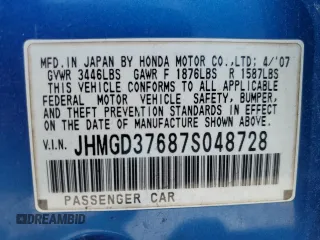 MFD.IN JAPAN BY HONDA MOTOR CO.,LTD: 4/'07
GVWR 3446LBS GAWR F 1876LBS R 1587LBS
THIS VEHICLE CONFORMS TO ALL APPLICABLE
FEDERAL MOTOR VEHICLE SAFETY, BUMPER,
AND THEFT PREVENTION STANDARDS IN EFFECT
ON THE DATE OF MANUFACTURE SHOWN ABOVE.
V.I.N. JHMGD37687S048728
PASSENGER CAR
© DREAMBID